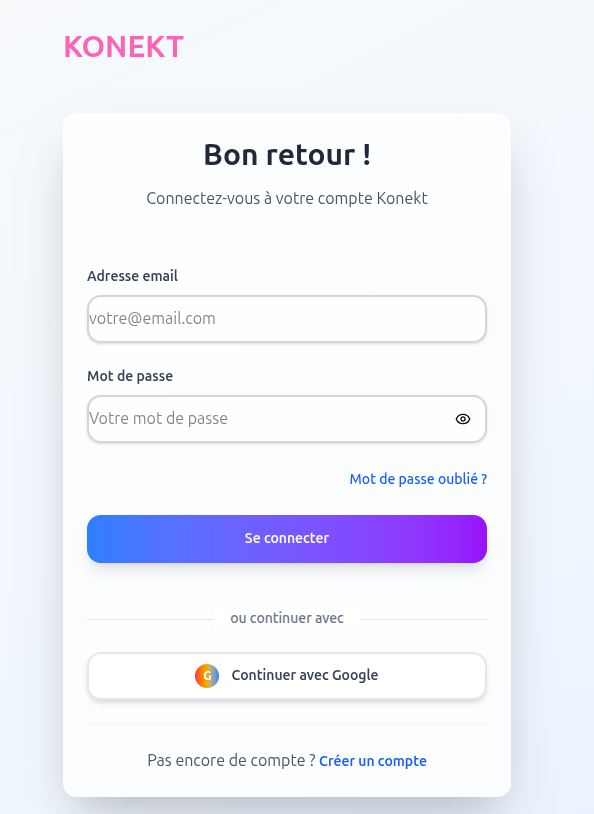 KONEKT
Bon retour !
Connectez-vous à votre compte Konekt
Adresse email
votre@email.com
Mot de passe
Votre mot de passe
Mot de passe oublié ?
Se connecter
ou continuer avec
G Continuer avec Google
Pas encore de compte ? Créer un compte